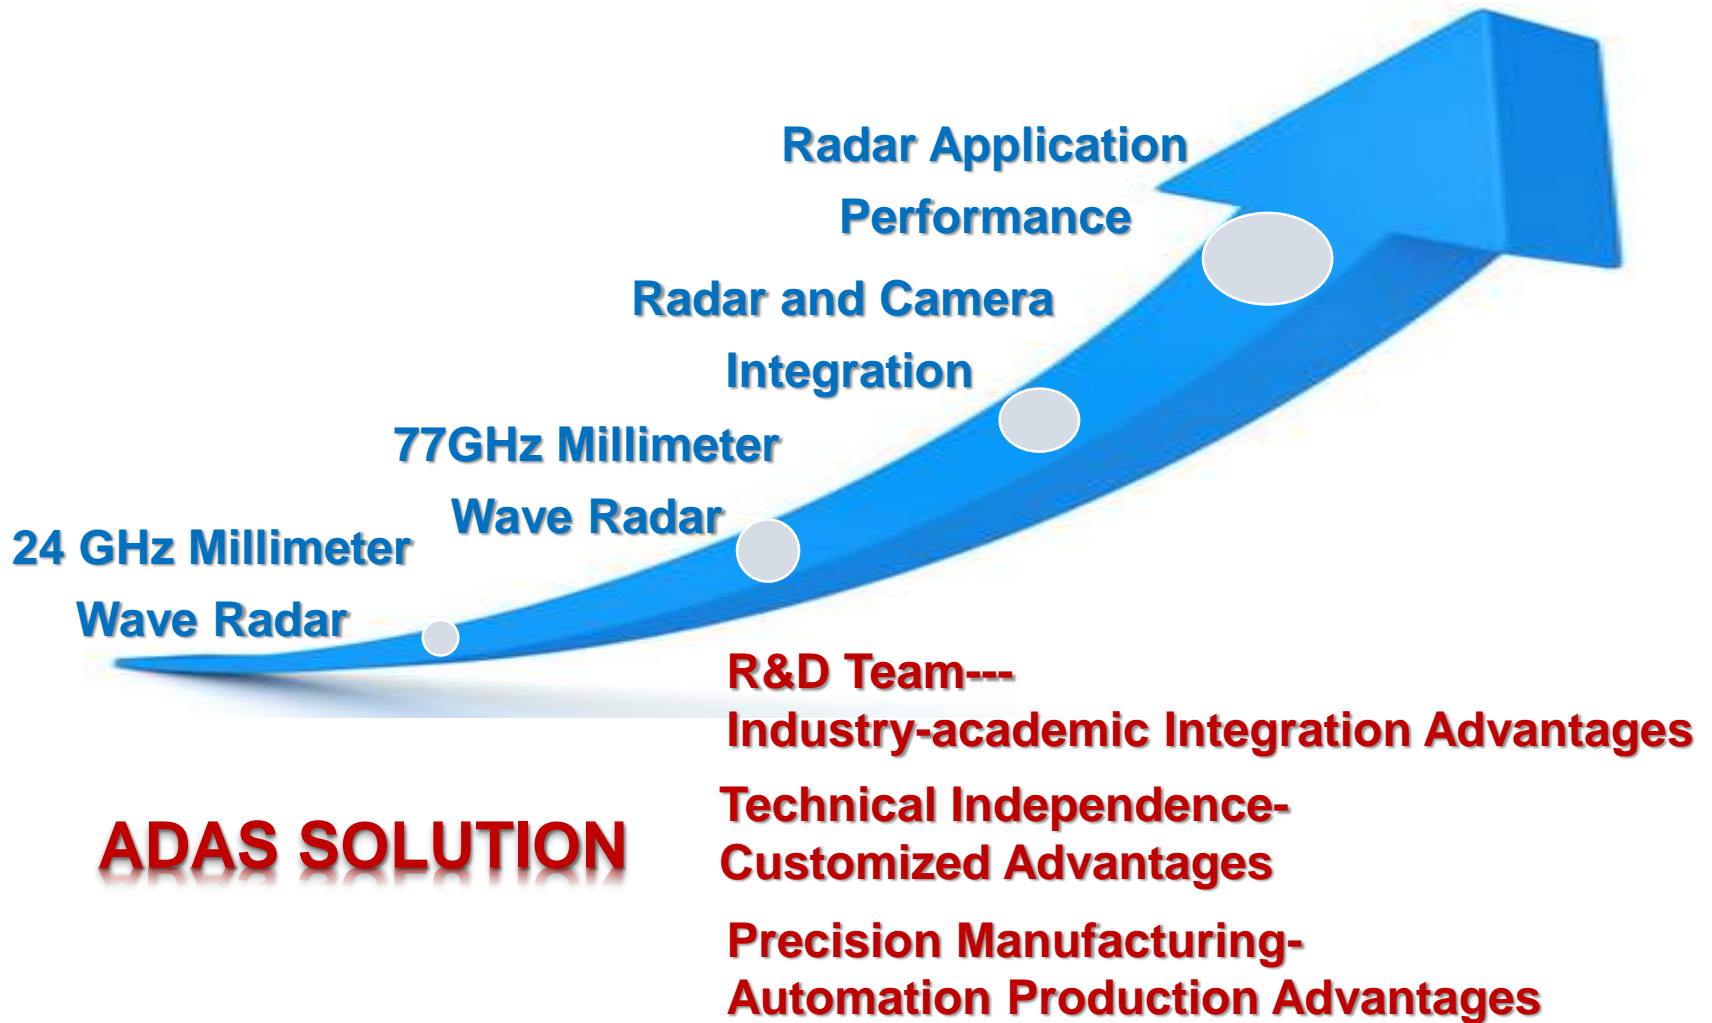 Radar Application
Performance
Radar and Camera
Integration
77GHz Millimeter
Wave Radar
24 GHz Millimeter
Wave Radar
R&D Team---
Industry-academic Integration Advantages
ADAS SOLUTION
Technical Independence-
Customized Advantages
Precision Manufacturing-
Automation Production Advantages